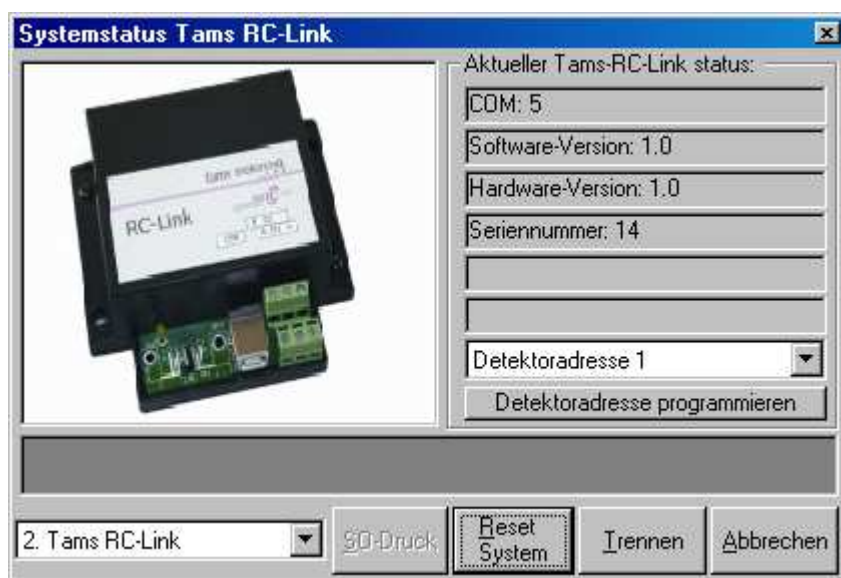 Systemstatus Tams RC-Link
Aktueller Tams-RC-Link status:
COM: 5
Software-Version: 1.0
Hardware-Version: 1.0
Seriennummer: 14
RC-Link
Detektoradresse 1
Detektoradresse programmieren
2. Tams RC-Link
SO-Druck
Reset System
Trennen
Abbrechen